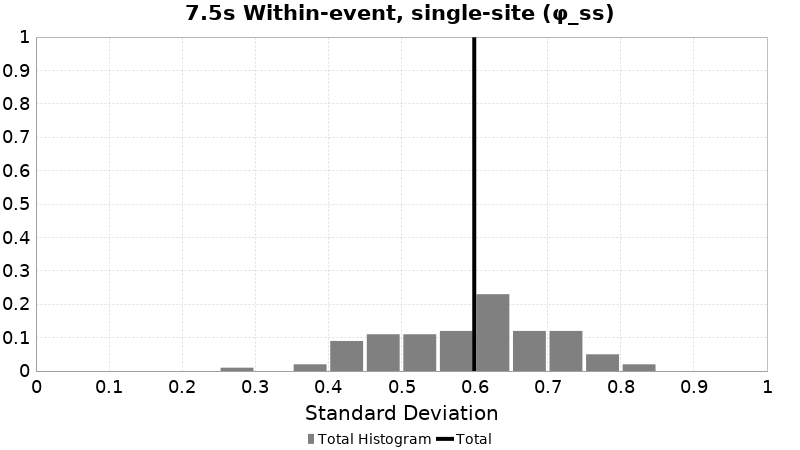 7.5s Within-event, single-site (φ_ss)
1
0.9
0.8
0.7
0.6
0.5
0.4
0.3
0.2
0.1
0
0 0.1 0.2 0.3 0.4 0.5 0.6 0.7 0.8 0.9 1
Standard Deviation
Total Histogram Total